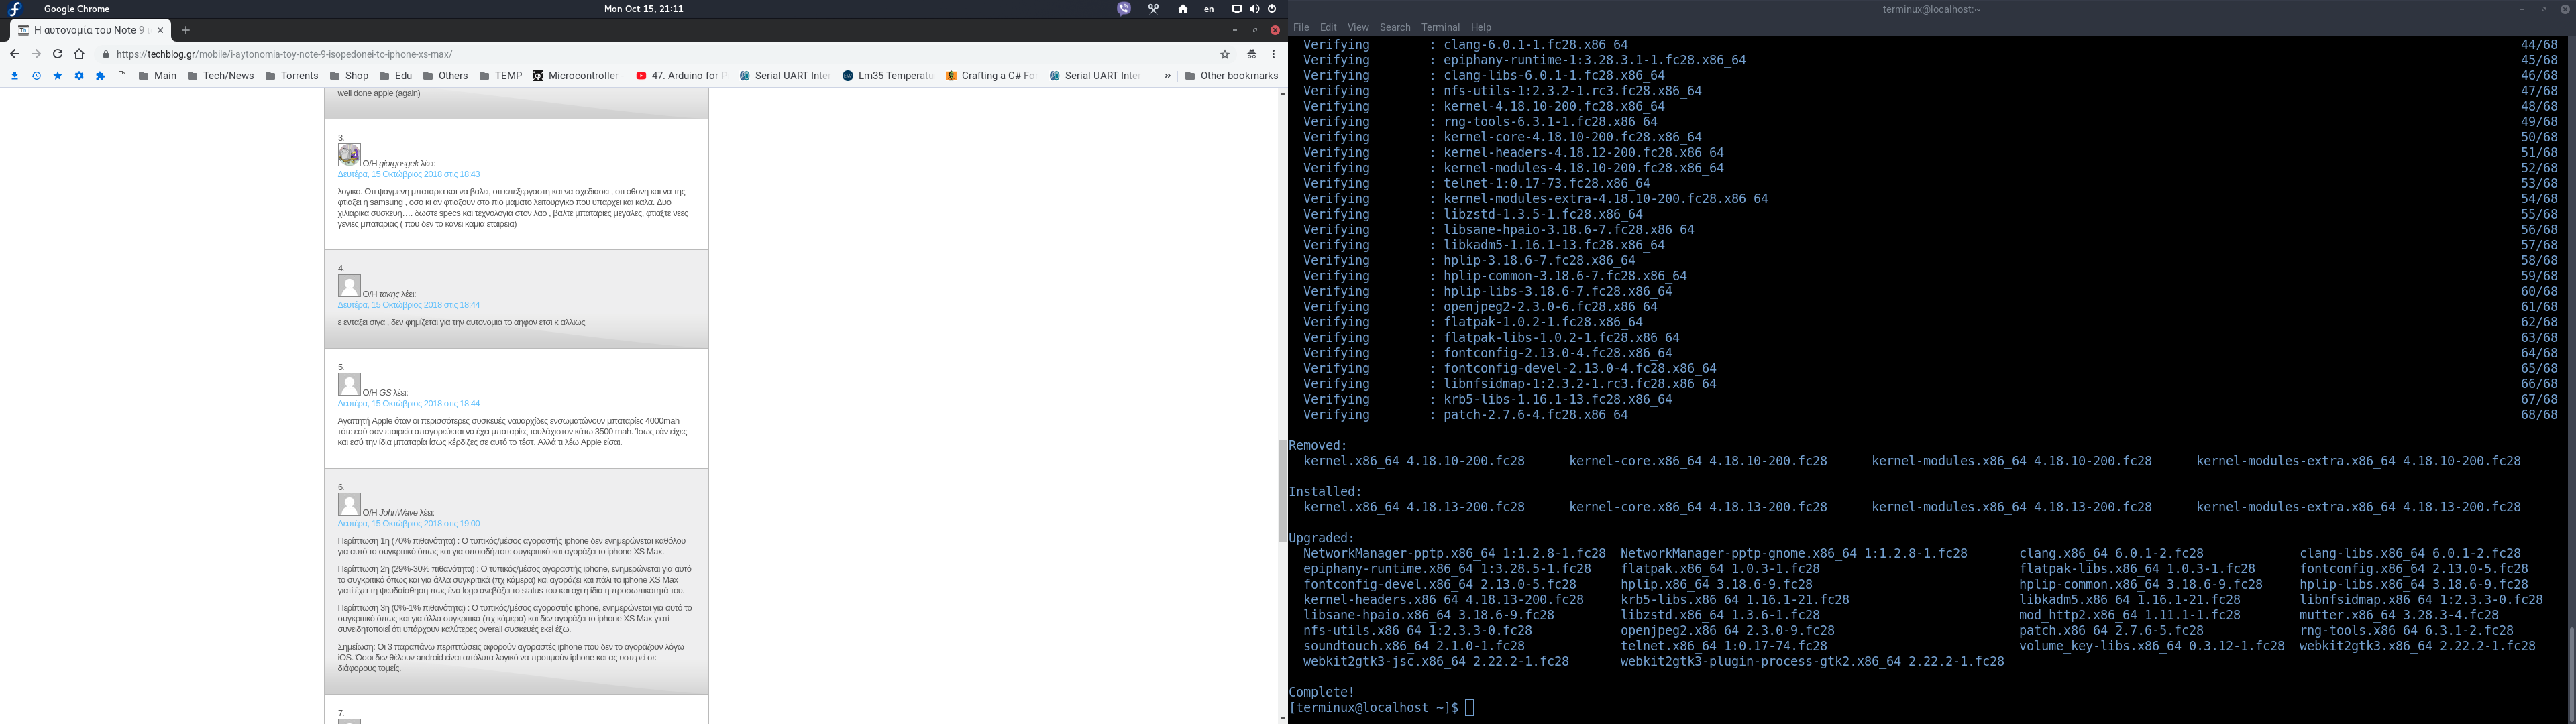 Google Chrome
Mon Oct 15, 21:11
en
Η αυτονομία του Note 9
https://techblog.gr/mobile/i-aytonomia-toy-note-9-isopedonei-to-iphone-xs-max/
Main Tech/News Torrents Shop Edu Others TEMP Microcontroller 47. Arduino for P Serial UART Inter Lm35 Temperatu Crafting a C# For Serial UART Inter » Other bookmarks
well done apple (again)
3.
Ο/Η giorgosgek λέει:
Δευτέρα, 15 Οκτώβριος 2018 στις 18:43
λογικο. Οτι ψαγμενη μπαταρια και να βαλει, οτι επεξεργαστη και να σχεδιασει , οτι οθονη και να της
φτιαξει η samsung , οσο κι αν φτιαξουν στο πιο ματατο λειτουργικο που υπαρχει και καλα. Δυο
χιλιαρικα συσκευη.... δωστε specs και τεχνολογια στον λαο , βαλτε μπαταριες μεγαλες, φτιαξτε νεες
γενιες μπαταριας ( που δεν το κανει καμια εταιρεια)
4.
Ο/Η τακης λέει:
Δευτέρα, 15 Οκτώβριος 2018 στις 18:44
ε ενταξει σιγα , δεν φημίζεται για την αυτονομια το αηφον ετσι κ αλλιως
5.
Ο/Η GS λέει:
Δευτέρα, 15 Οκτώβριος 2018 στις 18:44
Αγαπητή Apple όταν οι περισσότερες συσκευές ναυαρχίδες ενσωματώνουν μπαταρίες 4000mah
τότε εσύ σαν εταιρεία απαγορεύεται να έχει μπαταρίες τουλάχιστον κάτω 3500 mah. Ίσως εάν είχες
και εσύ την ίδια μπαταρία ίσως κέρδιζες σε αυτό το τέστ. Αλλά τι λέω Apple είσαι.
6.
Ο/Η JohnWave λέει:
Δευτέρα, 15 Οκτώβριος 2018 στις 19:00
Περίπτωση 1η (70% πιθανότητα) : Ο τυπικός/μέσος αγοραστής iphone δεν ενημερώνεται καθόλου
για αυτό το συγκριτικό όπως και για οποιοδήποτε συγκριτικό και αγοράζει το iphone XS Max.
Περίπτωση 2η (29%-30% πιθανότητα) : Ο τυπικός/μέσος αγοραστής iphone, ενημερώνεται για αυτό
το συγκριτικό όπως και για άλλα συγκριτικά (πχ κάμερα) και αγοράζει και πάλι το iphone XS Max
γιατί έχει τη ψευδαίσθηση πως ένα logo ανεβάζει το status του και όχι η ίδια η προσωπικότητά του.
Περίπτωση 3η (0%-1% πιθανότητα) : Ο τυπικός/μέσος αγοραστής iphone, ενημερώνεται για αυτό το
συγκριτικό όπως και για άλλα συγκριτικά (πχ κάμερα) και δεν αγοράζει το iphone XS Max γιατί
συνειδητοποιεί ότι υπάρχουν καλύτερες overall συσκευές εκεί έξω.
Σημείωση: Οι 3 παραπάνω περιπτώσεις αφορούν αγοραστές iphone που δεν το αγοράζουν λόγω
iOS. Όσοι δεν θέλουν android είναι απόλυτα λογικό να προτιμούν iphone και ας υστερεί σε
διάφορους τομείς.
7.
terminux@localhost:~
File Edit View Search Terminal Help
Verifying : clang-6.0.1-1.fc28.x86_64 44/68
Verifying : epiphany-runtime-1:3.28.3.1-1.fc28.x86_64 45/68
Verifying : clang-libs-6.0.1-1.fc28.x86_64 46/68
Verifying : nfs-utils-1:2.3.2-1.rc3.fc28.x86_64 47/68
Verifying : kernel-4.18.10-200.fc28.x86_64 48/68
Verifying : rng-tools-6.3.1-1.fc28.x86_64 49/68
Verifying : kernel-core-4.18.10-200.fc28.x86_64 50/68
Verifying : kernel-headers-4.18.12-200.fc28.x86_64 51/68
Verifying : kernel-modules-4.18.10-200.fc28.x86_64 52/68
Verifying : telnet-1:0.17-73.fc28.x86_64 53/68
Verifying : kernel-modules-extra-4.18.10-200.fc28.x86_64 54/68
Verifying : libzstd-1.3.5-1.fc28.x86_64 55/68
Verifying : libsane-hpaio-3.18.6-7.fc28.x86_64 56/68
Verifying : libkadm5-1.16.1-13.fc28.x86_64 57/68
Verifying : hplip-3.18.6-7.fc28.x86_64 58/68
Verifying : hplip-common-3.18.6-7.fc28.x86_64 59/68
Verifying : hplip-libs-3.18.6-7.fc28.x86_64 60/68
Verifying : openjpeg2-2.3.0-6.fc28.x86_64 61/68
Verifying : flatpak-1.0.2-1.fc28.x86_64 62/68
Verifying : flatpak-libs-1.0.2-1.fc28.x86_64 63/68
Verifying : fontconfig-2.13.0-4.fc28.x86_64 64/68
Verifying : fontconfig-devel-2.13.0-4.fc28.x86_64 65/68
Verifying : libnfsidmap-1:2.3.2-1.rc3.fc28.x86_64 66/68
Verifying : krb5-libs-1.16.1-13.fc28.x86_64 67/68
Verifying : patch-2.7.6-4.fc28.x86_64 68/68
Removed:
kernel.x86_64 4.18.10-200.fc28 kernel-core.x86_64 4.18.10-200.fc28 kernel-modules.x86_64 4.18.10-200.fc28 kernel-modules-extra.x86_64 4.18.10-200.fc28
Installed:
kernel.x86_64 4.18.13-200.fc28 kernel-core.x86_64 4.18.13-200.fc28 kernel-modules.x86_64 4.18.13-200.fc28 kernel-modules-extra.x86_64 4.18.13-200.fc28
Upgraded:
NetworkManager-pptp.x86_64 1:1.2.8-1.fc28 NetworkManager-pptp-gnome.x86_64 1:1.2.8-1.fc28 clang.x86_64 6.0.1-2.fc28 clang-libs.x86_64 6.0.1-2.fc28
epiphany-runtime.x86_64 1:3.28.5-1.fc28 flatpak.x86_64 1.0.3-1.fc28 flatpak-libs.x86_64 1.0.3-1.fc28 fontconfig.x86_64 2.13.0-5.fc28
fontconfig-devel.x86_64 2.13.0-5.fc28 hplip.x86_64 3.18.6-9.fc28 hplip-common.x86_64 3.18.6-9.fc28 hplip-libs.x86_64 3.18.6-9.fc28
kernel-headers.x86_64 4.18.13-200.fc28 krb5-libs.x86_64 1.16.1-21.fc28 libkadm5.x86_64 1.16.1-21.fc28 libnfsidmap.x86_64 1:2.3.3-0.fc28
libsane-hpaio.x86_64 3.18.6-9.fc28 libzstd.x86_64 1.3.6-1.fc28 mod_http2.x86_64 1.11.1-1.fc28 mutter.x86_64 3.28.3-4.fc28
nfs-utils.x86_64 1:2.3.3-0.fc28 openjpeg2.x86_64 2.3.0-9.fc28 patch.x86_64 2.7.6-5.fc28 rng-tools.x86_64 6.3.1-2.fc28
soundtouch.x86_64 2.1.0-1.fc28 telnet.x86_64 1:0.17-74.fc28 volume_key-libs.x86_64 0.3.12-1.fc28 webkit2gtk3.x86_64 2.22.2-1.fc28
webkit2gtk3-jsc.x86_64 2.22.2-1.fc28 webkit2gtk3-plugin-process-gtk2.x86_64 2.22.2-1.fc28
Complete!
[terminux@localhost ~]$